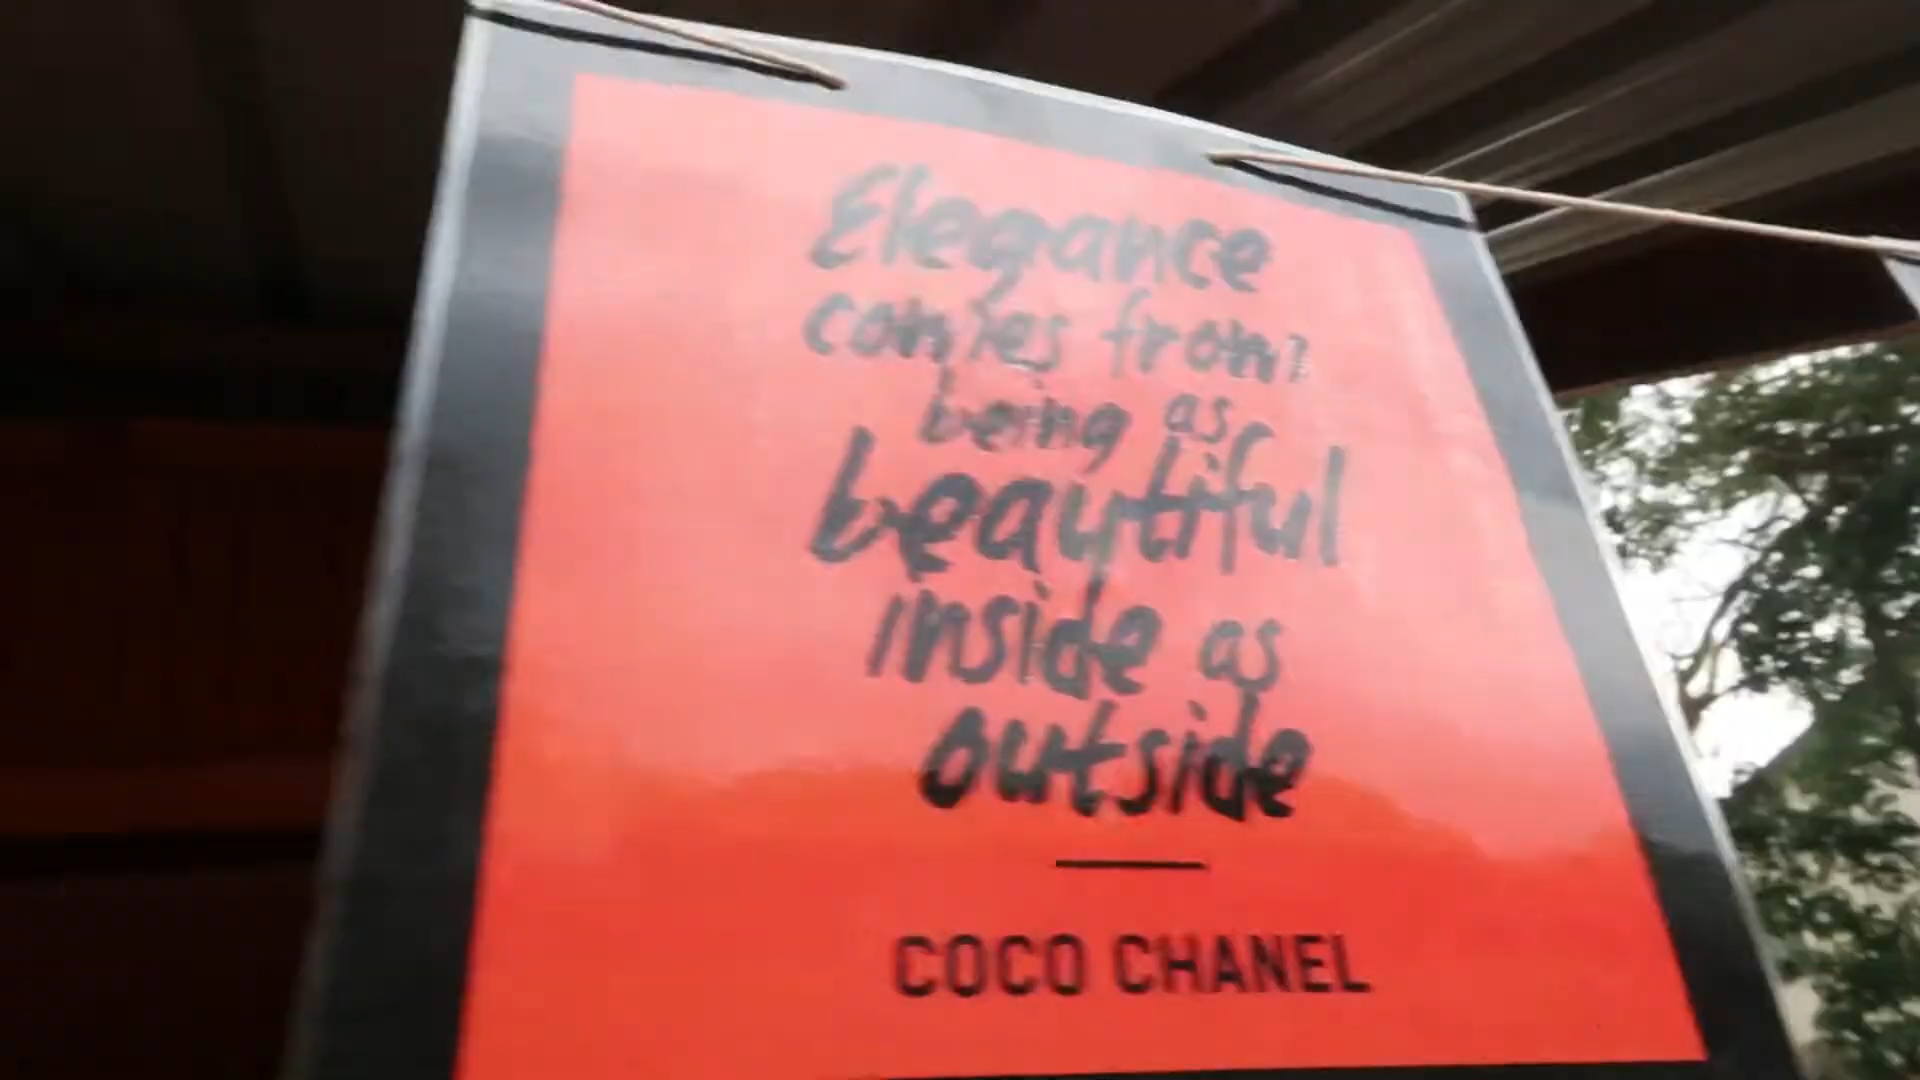 Elegance
comes from
being as
beautiful
inside as
outside
COCO CHANEL